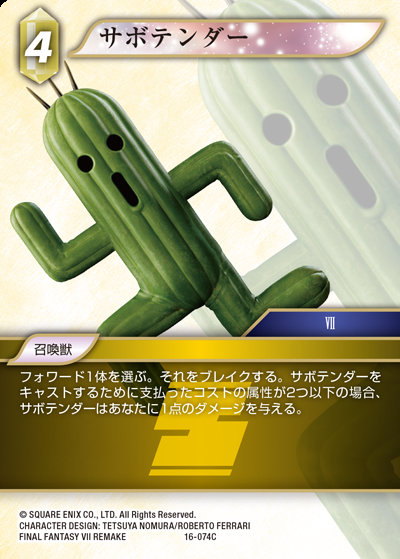 4
サボテンダー
VII
召喚獣
フォワード1体を選ぶ。それをブレイクする。サボテンダーを
キャストするために支払ったコストの属性が2つ以下の場合、
サボテンダーはあなたに1点のダメージを与える。
© SQUARE ENIX CO., LTD. All Rights Reserved.
CHARACTER DESIGN: TETSUYA NOMURA/ROBERTO FERRARI
FINAL FANTASY VII REMAKE 16-074C